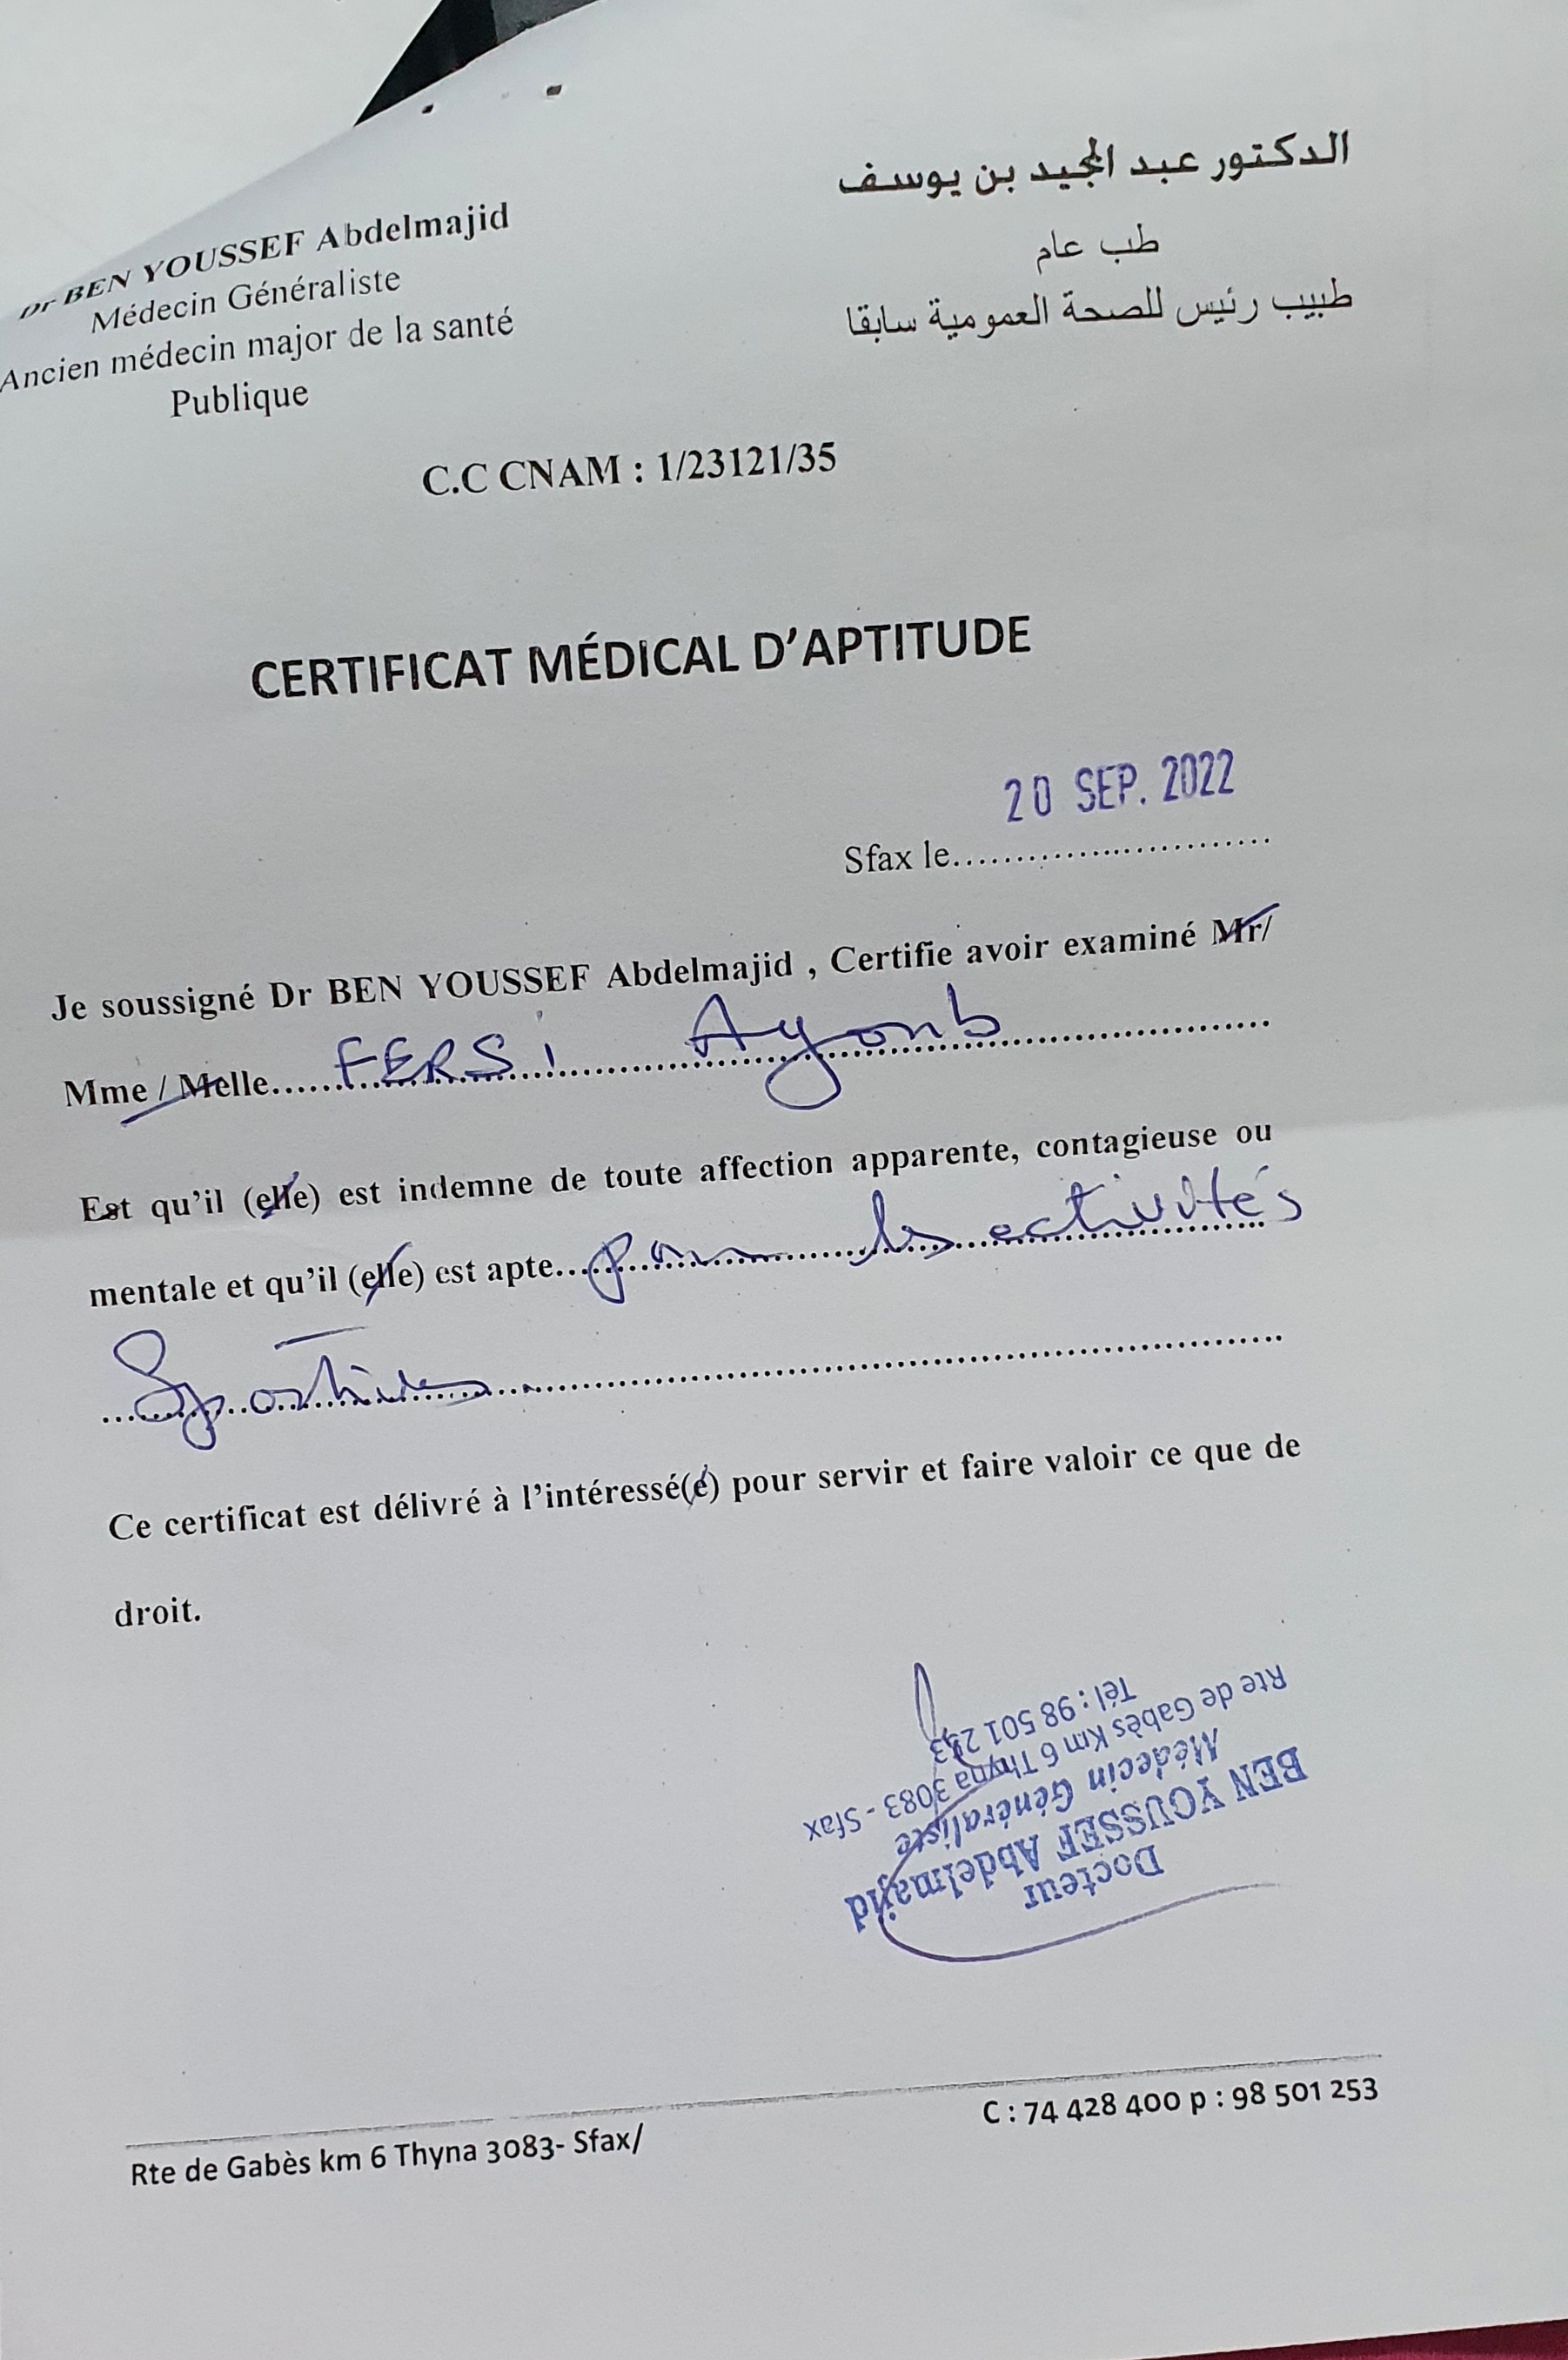 Dr BEN YOUSSEF Abdelmajid
Médecin Généraliste
Ancien médecin major de la santé
Publique
الدكتور عبد المجيد بن يوسف
طب عام
طبيب رئيس للصحة العمومية سابقا
C.C CNAM : 1/23121/35
CERTIFICAT MÉDICAL D'APTITUDE
20 SEP. 2022
Sfax le..............................
Je soussigné Dr BEN YOUSSEF Abdelmajid , Certifie avoir examiné Mr/
Mme / Melle...... FERSI Ayoub ..............................
Est qu'il (elle) est indemne de toute affection apparente, contagieuse ou
mentale et qu'il (elle) est apte... pour les activités
Sportives ..............................
Ce certificat est délivré à l'intéressé(é) pour servir et faire valoir ce que de
droit.
Docteur
BEN YOUSSEF Abdelmajid
Médecin Généraliste
Rte de Gabès Km 6 Thyna 3083 - Sfax
Tél : 98 501 253
Rte de Gabès km 6 Thyna 3083- Sfax/
C : 74 428 400 p : 98 501 253